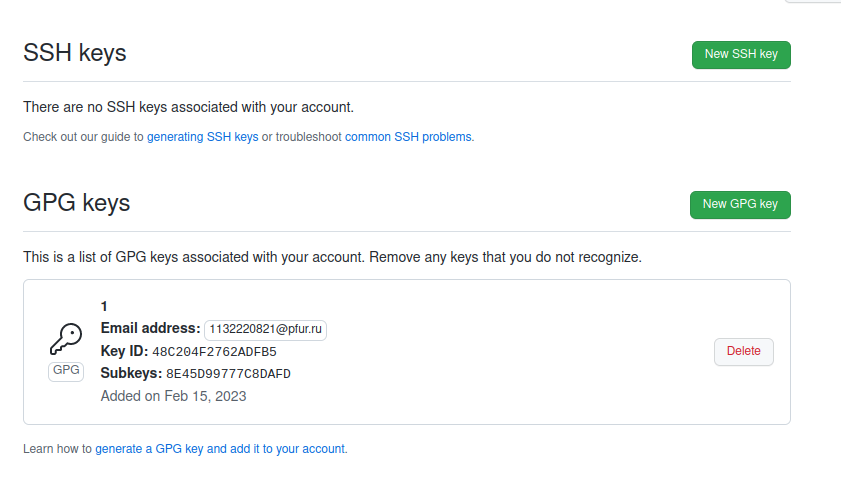 SSH keys
New SSH key
There are no SSH keys associated with your account.
Check out our guide to generating SSH keys or troubleshoot common SSH problems.
GPG keys
New GPG key
This is a list of GPG keys associated with your account. Remove any keys that you do not recognize.
1
Email address: 1132220821@pfur.ru
Key ID: 48C204F2762ADFB5
GPG
Subkeys: 8E45D99777C8DAFD
Added on Feb 15, 2023
Delete
Learn how to generate a GPG key and add it to your account.